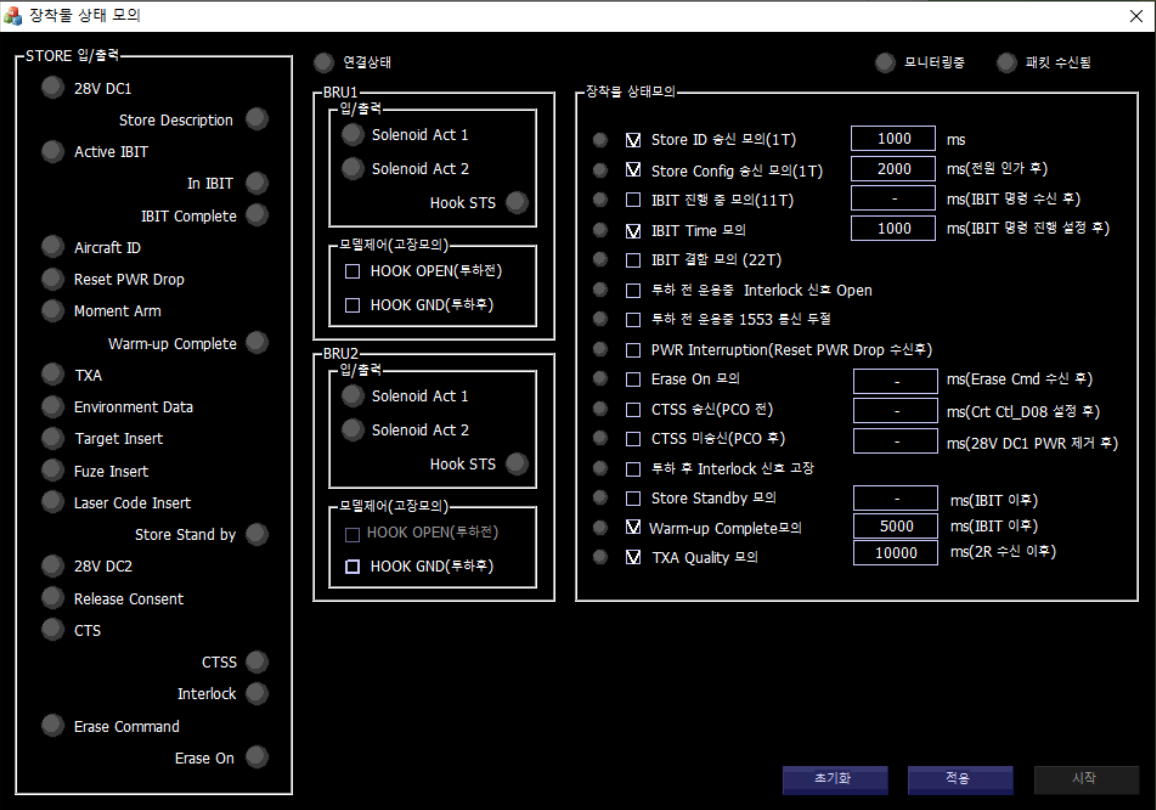 장착물 상태 모의
STORE 입/출력
28V DC1
Store Description
Active IBIT
In IBIT
IBIT Complete
Aircraft ID
Reset PWR Drop
Moment Arm
Warm-up Complete
TXA
Environment Data
Target Insert
Fuze Insert
Laser Code Insert
Store Stand by
28V DC2
Release Consent
CTS
CTSS
Interlock
Erase Command
Erase On
연결상태
BRU1
입/출력
Solenoid Act 1
Solenoid Act 2
Hook STS
모델제어(고장모의)
HOOK OPEN(투하전)
HOOK GND(투하후)
BRU2
입/출력
Solenoid Act 1
Solenoid Act 2
Hook STS
모델제어(고장모의)
HOOK OPEN(투하전)
HOOK GND(투하후)
모니터링중 패킷 수신됨
장착물 상태모의
Store ID 송신 모의(1T) 1000 ms
Store Config 송신 모의(1T) 2000 ms(전원 인가 후)
IBIT 진행 중 모의(11T) - ms(IBIT 명령 수신 후)
IBIT Time 모의 1000 ms(IBIT 명령 진행 설정 후)
IBIT 결함 모의 (22T)
투하 전 운용중 Interlock 신호 Open
투하 전 운용중 1553 통신 두절
PWR Interruption(Reset PWR Drop 수신후)
Erase On 모의 - ms(Erase Cmd 수신 후)
CTSS 송신(PCO 전) - ms(Crt Ctl_D08 설정 후)
CTSS 미송신(PCO 후) - ms(28V DC1 PWR 제거 후)
투하 후 Interlock 신호 고장
Store Standby 모의 - ms(IBIT 이후)
Warm-up Complete모의 5000 ms(IBIT 이후)
TXA Quality 모의 10000 ms(2R 수신 이후)
초기화 적용 시작